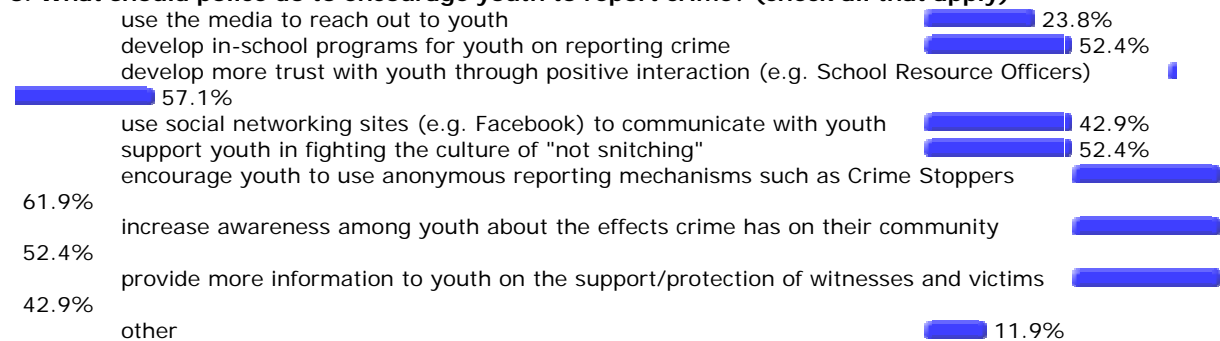 5. What should police do to encourage youth to report crime? (check all that apply)
use the media to reach out to youth 23.8%
develop in-school programs for youth on reporting crime 52.4%
develop more trust with youth through positive interaction (e.g. School Resource Officers)
57.1%
use social networking sites (e.g. Facebook) to communicate with youth 42.9%
support youth in fighting the culture of "not snitching" 52.4%
encourage youth to use anonymous reporting mechanisms such as Crime Stoppers
61.9%
increase awareness among youth about the effects crime has on their community
52.4%
provide more information to youth on the support/protection of witnesses and victims
42.9%
other 11.9%